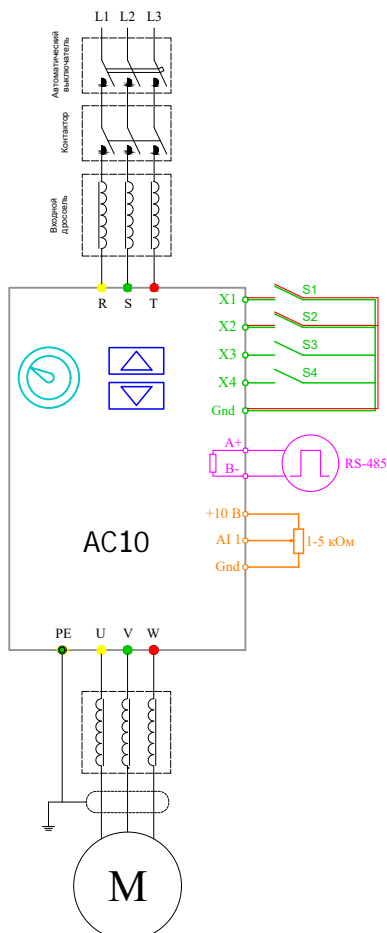 L1 L2 L3
Автоматический
выключатель
Контактор
Входной
дроссель
R S T
X1 S1
X2 S2
X3 S3
X4 S4
Gnd
A+
B-
RS-485
+10 В
AI 1
1-5 кОм
Gnd
AC10
PE U V W
M